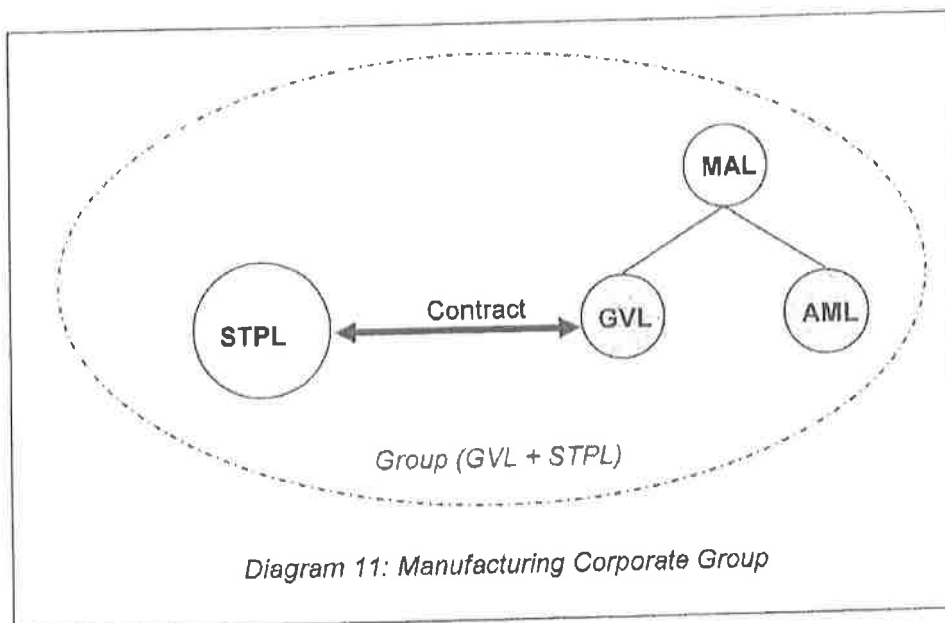 MAL
GVL
AML
STPL
Contract
Group (GVL + STPL)
Diagram 11: Manufacturing Corporate Group